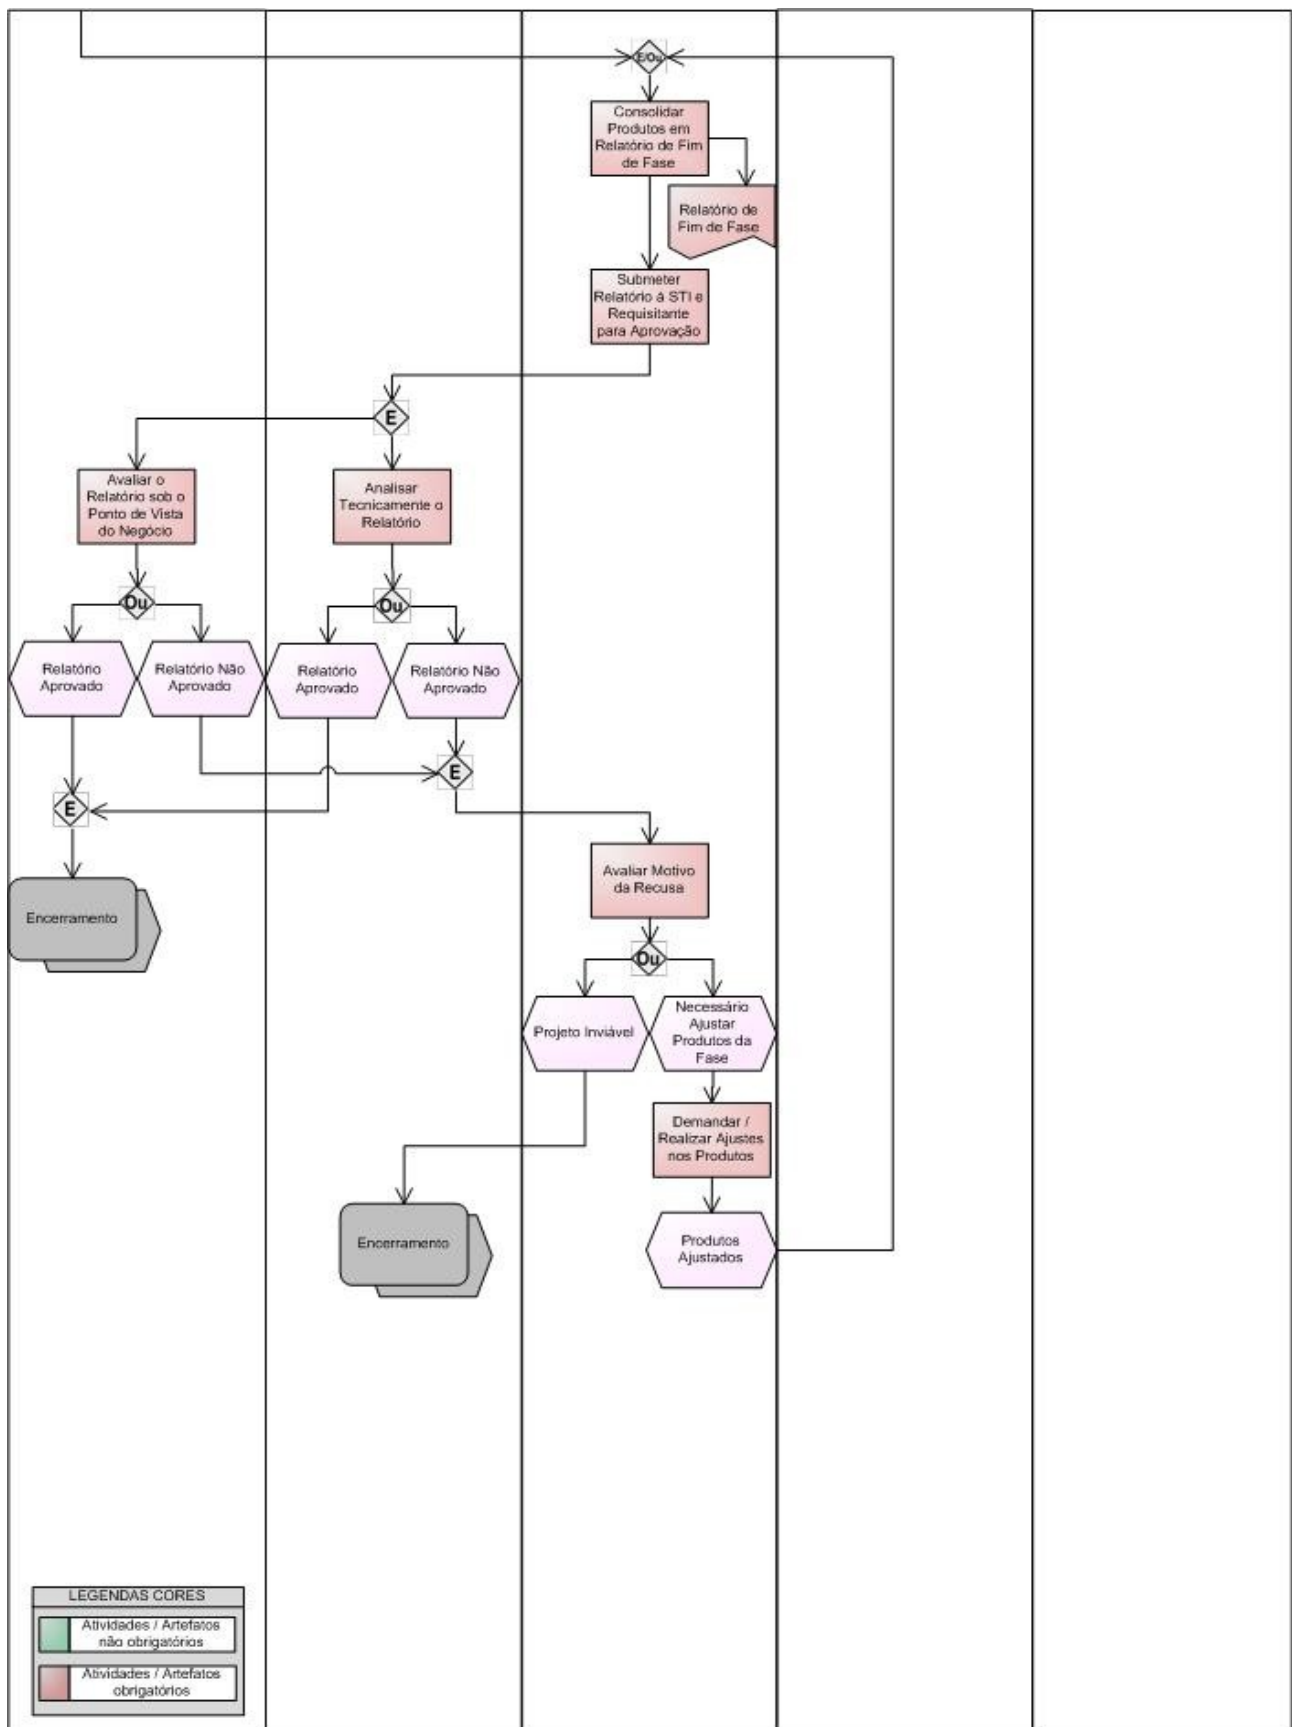 E/Ou
Consolidar
Produtos em
Relatório de Fim
de Fase
Relatório de
Fim de Fase
Submeter
Relatório à STI e
Requisitante
para Aprovação
E
Avaliar o
Relatório sob o
Ponto de Vista
do Negócio
Analisar
Tecnicamente o
Relatório
Ou
Ou
Relatório
Aprovado
Relatório Não
Aprovado
Relatório
Aprovado
Relatório Não
Aprovado
E
E
Avaliar Motivo
da Recusa
Encerramento
Ou
Projeto Inviável
Necessário
Ajustar
Produtos da
Fase
Demandar /
Realizar Ajustes
nos Produtos
Encerramento
Produtos
Ajustados
LEGENDAS CORES
Atividades / Artefatos
não obrigatórios
Atividades / Artefatos
obrigatórios